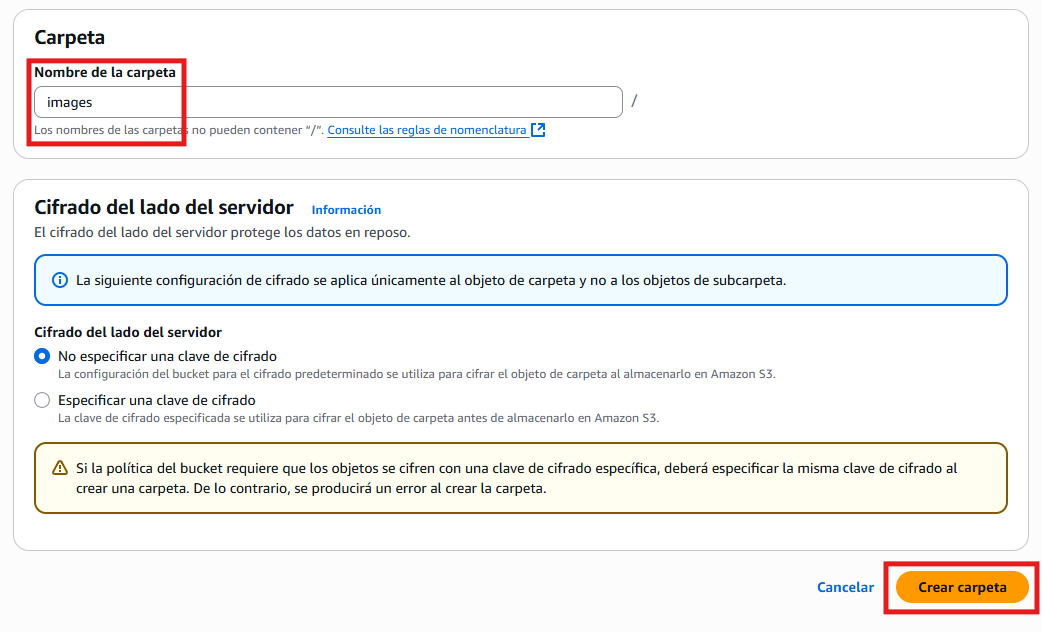 Carpeta
Nombre de la carpeta
images
/
Los nombres de las carpetas no pueden contener "/". Consulte las reglas de nomenclatura
Cifrado del lado del servidor Información
El cifrado del lado del servidor protege los datos en reposo.
La siguiente configuración de cifrado se aplica únicamente al objeto de carpeta y no a los objetos de subcarpeta.
Cifrado del lado del servidor
No especificar una clave de cifrado
La configuración del bucket para el cifrado predeterminado se utiliza para cifrar el objeto de carpeta al almacenarlo en Amazon S3.
Especificar una clave de cifrado
La clave de cifrado especificada se utiliza para cifrar el objeto de carpeta antes de almacenarlo en Amazon S3.
Si la política del bucket requiere que los objetos se cifren con una clave de cifrado específica, deberá especificar la misma clave de cifrado al
crear una carpeta. De lo contrario, se producirá un error al crear la carpeta.
Cancelar
Crear carpeta